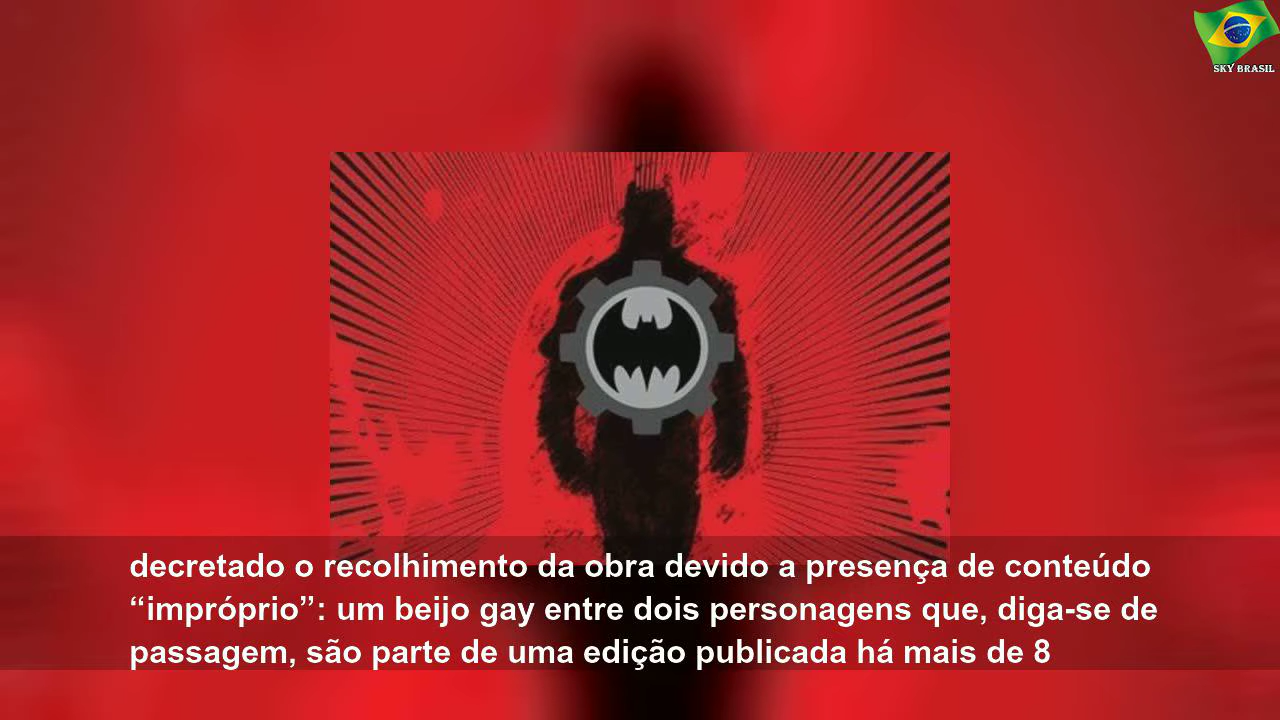 SKY BRASIL
decretado o recolhimento da obra devido a presença de conteúdo
“impróprio”: um beijo gay entre dois personagens que, diga-se de
passagem, são parte de uma edição publicada há mais de 8